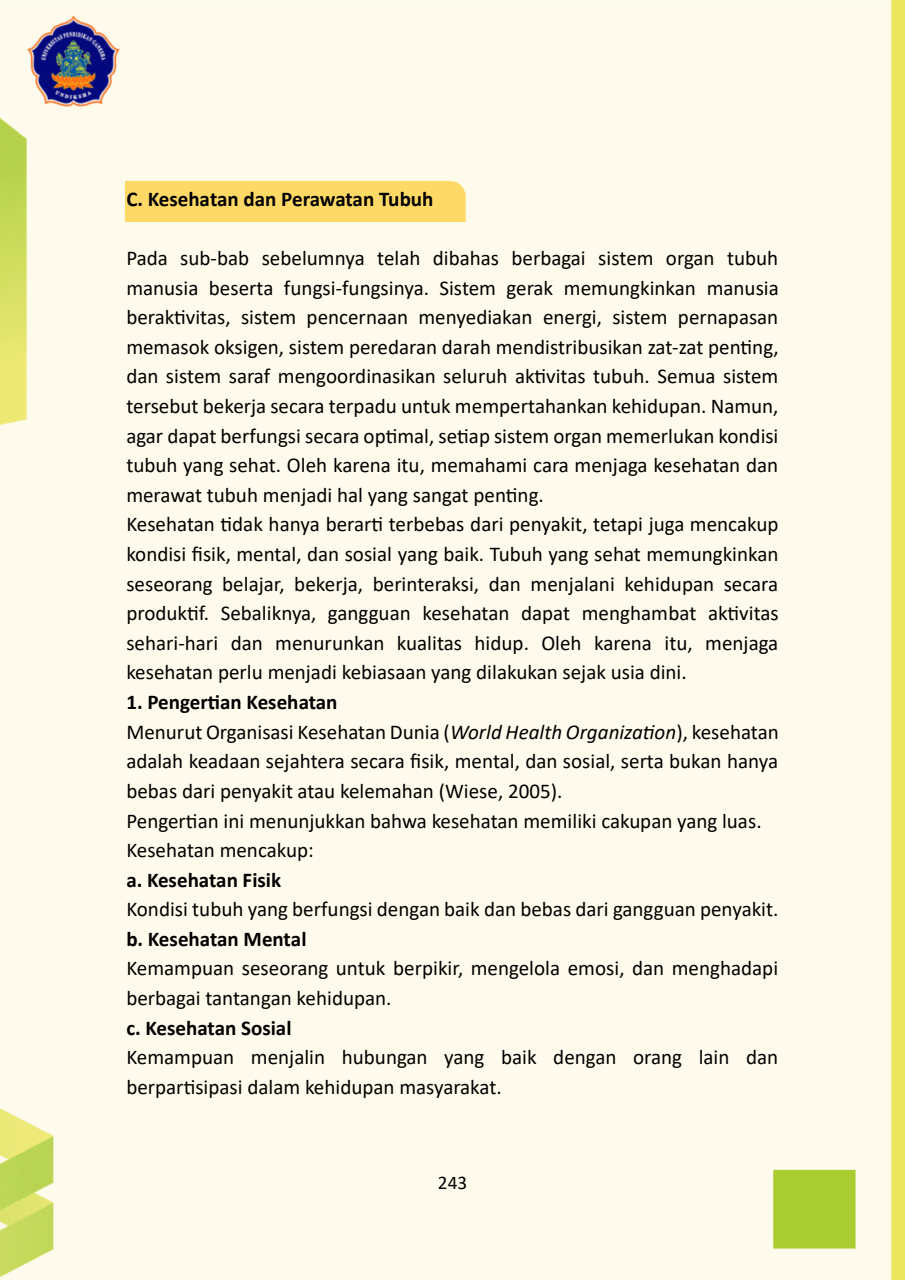 UNIVERSITAS PENDIDIKAN GANESHA
UNDIKSHA
C. Kesehatan dan Perawatan Tubuh
Pada sub-bab sebelumnya telah dibahas berbagai sistem organ tubuh
manusia beserta fungsi-fungsinya. Sistem gerak memungkinkan manusia
beraktivitas, sistem pencernaan menyediakan energi, sistem pernapasan
memasok oksigen, sistem peredaran darah mendistribusikan zat-zat penting,
dan sistem saraf mengoordinasikan seluruh aktivitas tubuh. Semua sistem
tersebut bekerja secara terpadu untuk mempertahankan kehidupan. Namun,
agar dapat berfungsi secara optimal, setiap sistem organ memerlukan kondisi
tubuh yang sehat. Oleh karena itu, memahami cara menjaga kesehatan dan
merawat tubuh menjadi hal yang sangat penting.
Kesehatan tidak hanya berarti terbebas dari penyakit, tetapi juga mencakup
kondisi fisik, mental, dan sosial yang baik. Tubuh yang sehat memungkinkan
seseorang belajar, bekerja, berinteraksi, dan menjalani kehidupan secara
produktif. Sebaliknya, gangguan kesehatan dapat menghambat aktivitas
sehari-hari dan menurunkan kualitas hidup. Oleh karena itu, menjaga
kesehatan perlu menjadi kebiasaan yang dilakukan sejak usia dini.
1. Pengertian Kesehatan
Menurut Organisasi Kesehatan Dunia (World Health Organization), kesehatan
adalah keadaan sejahtera secara fisik, mental, dan sosial, serta bukan hanya
bebas dari penyakit atau kelemahan (Wiese, 2005).
Pengertian ini menunjukkan bahwa kesehatan memiliki cakupan yang luas.
Kesehatan mencakup:
a. Kesehatan Fisik
Kondisi tubuh yang berfungsi dengan baik dan bebas dari gangguan penyakit.
b. Kesehatan Mental
Kemampuan seseorang untuk berpikir, mengelola emosi, dan menghadapi
berbagai tantangan kehidupan.
c. Kesehatan Sosial
Kemampuan menjalin hubungan yang baik dengan orang lain dan
berpartisipasi dalam kehidupan masyarakat.
243